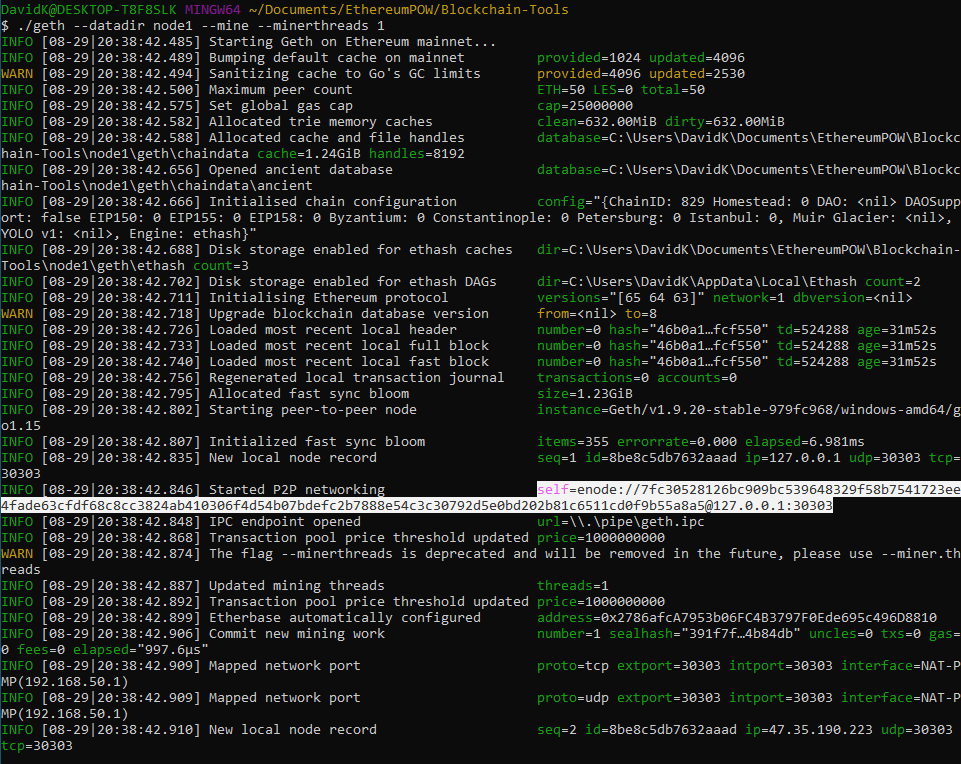 DavidK@DESKTOP-T8F8SLK MINGW64 ~/Documents/EthereumPOW/Blockchain-Tools
$ ./geth --datadir node1 --mine --minerthreads 1
INFO [08-29|20:38:42.485] Starting Geth on Ethereum mainnet...
INFO [08-29|20:38:42.489] Bumping default cache on mainnet provided=1024 updated=4096
WARN [08-29|20:38:42.494] Sanitizing cache to Go's GC limits provided=4096 updated=2530
INFO [08-29|20:38:42.500] Maximum peer count ETH=50 LES=0 total=50
INFO [08-29|20:38:42.575] Set global gas cap cap=25000000
INFO [08-29|20:38:42.582] Allocated trie memory caches clean=632.00MiB dirty=632.00MiB
INFO [08-29|20:38:42.588] Allocated cache and file handles database=C:\Users\DavidK\Documents\EthereumPOW\Blockc
hain-Tools\node1\geth\chaindata cache=1.24GiB handles=8192
INFO [08-29|20:38:42.656] Opened ancient database database=C:\Users\DavidK\Documents\EthereumPOW\Blockc
hain-Tools\node1\geth\chaindata\ancient
INFO [08-29|20:38:42.666] Initialised chain configuration config="{ChainID: 829 Homestead: 0 DAO: <nil> DAOSupp
ort: false EIP150: 0 EIP155: 0 EIP158: 0 Byzantium: 0 Constantinople: 0 Petersburg: 0 Istanbul: 0, Muir Glacier: <nil>,
YOLO v1: <nil>, Engine: ethash}"
INFO [08-29|20:38:42.688] Disk storage enabled for ethash caches dir=C:\Users\DavidK\Documents\EthereumPOW\Blockchain-
Tools\node1\geth\ethash count=3
INFO [08-29|20:38:42.702] Disk storage enabled for ethash DAGs dir=C:\Users\DavidK\AppData\Local\Ethash count=2
INFO [08-29|20:38:42.711] Initialising Ethereum protocol versions="[65 64 63]" network=1 dbversion=<nil>
WARN [08-29|20:38:42.718] Upgrade blockchain database version from=<nil> to=8
INFO [08-29|20:38:42.726] Loaded most recent local header number=0 hash="46b0a1…fcf550" td=524288 age=31m52s
INFO [08-29|20:38:42.733] Loaded most recent local full block number=0 hash="46b0a1…fcf550" td=524288 age=31m52s
INFO [08-29|20:38:42.740] Loaded most recent local fast block number=0 hash="46b0a1…fcf550" td=524288 age=31m52s
INFO [08-29|20:38:42.756] Regenerated local transaction journal transactions=0 accounts=0
INFO [08-29|20:38:42.795] Allocated fast sync bloom size=1.23GiB
INFO [08-29|20:38:42.802] Starting peer-to-peer node instance=Geth/v1.9.20-stable-979fc968/windows-amd64/g
o1.15
INFO [08-29|20:38:42.807] Initialized fast sync bloom items=355 errorrate=0.000 elapsed=6.981ms
INFO [08-29|20:38:42.835] New local node record seq=1 id=8be8c5db7632aaad ip=127.0.0.1 udp=30303 tcp=
30303
INFO [08-29|20:38:42.846] Started P2P networking self=enode://7fc30528126bc909bc539648329f58b7541723ee
4fade63cfdf68c8cc3824ab410306f4d54b07bdefc2b7888e54c3c30792d5e0bd202b81c6511cd0f9b55a8a5@127.0.0.1:30303
INFO [08-29|20:38:42.848] IPC endpoint opened url=\\.\pipe\geth.ipc
INFO [08-29|20:38:42.868] Transaction pool price threshold updated price=1000000000
WARN [08-29|20:38:42.874] The flag --minerthreads is deprecated and will be removed in the future, please use --miner.th
reads
INFO [08-29|20:38:42.887] Updated mining threads threads=1
INFO [08-29|20:38:42.892] Transaction pool price threshold updated price=1000000000
INFO [08-29|20:38:42.899] Etherbase automatically configured address=0x2786afcA7953b06FC4B3797F0Ede695c496D8810
INFO [08-29|20:38:42.906] Commit new mining work number=1 sealhash="391f7f…4b84db" uncles=0 txs=0 gas=
0 fees=0 elapsed="997.6µs"
INFO [08-29|20:38:42.909] Mapped network port proto=tcp extport=30303 intport=30303 interface=NAT-P
MP(192.168.50.1)
INFO [08-29|20:38:42.909] Mapped network port proto=udp extport=30303 intport=30303 interface=NAT-P
MP(192.168.50.1)
INFO [08-29|20:38:42.910] New local node record seq=2 id=8be8c5db7632aaad ip=47.35.190.223 udp=30303
tcp=30303